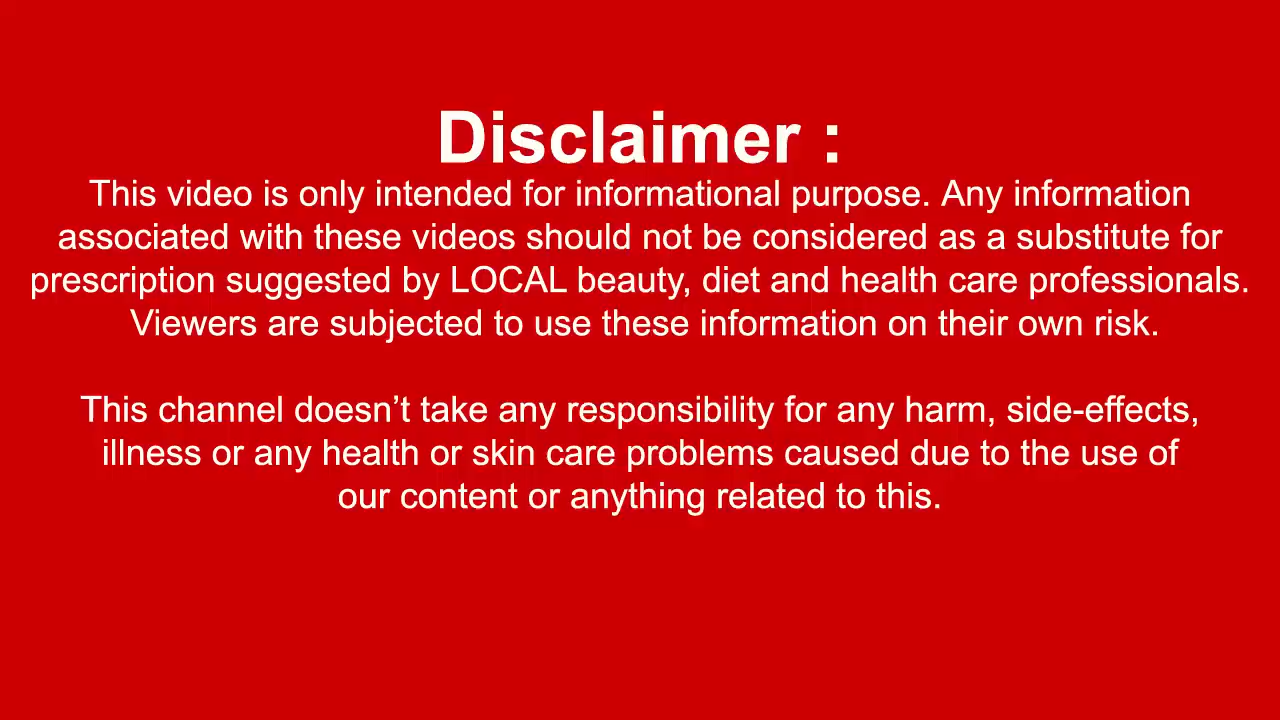 Disclaimer :
This video is only intended for informational purpose. Any information
associated with these videos should not be considered as a substitute for
prescription suggested by LOCAL beauty, diet and health care professionals.
Viewers are subjected to use these information on their own risk.
This channel doesn’t take any responsibility for any harm, side-effects,
illness or any health or skin care problems caused due to the use of
our content or anything related to this.